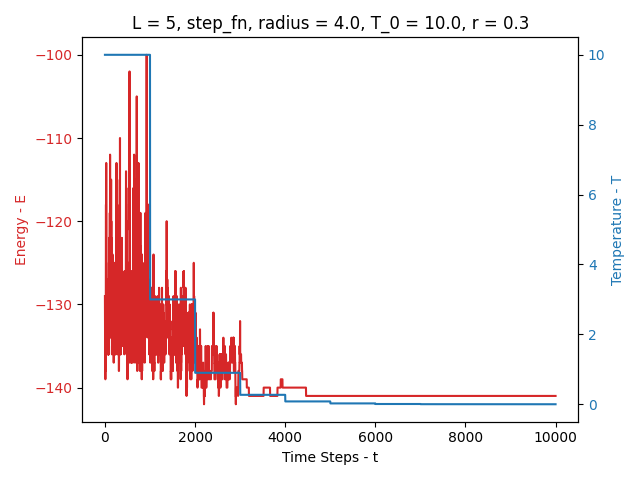 L = 5, step_fn, radius = 4.0, T_0 = 10.0, r = 0.3
−100
−110
−120
−130
−140
Energy - E
10
8
6
4
2
0
Temperature - T
0 2000 4000 6000 8000 10000
Time Steps - t